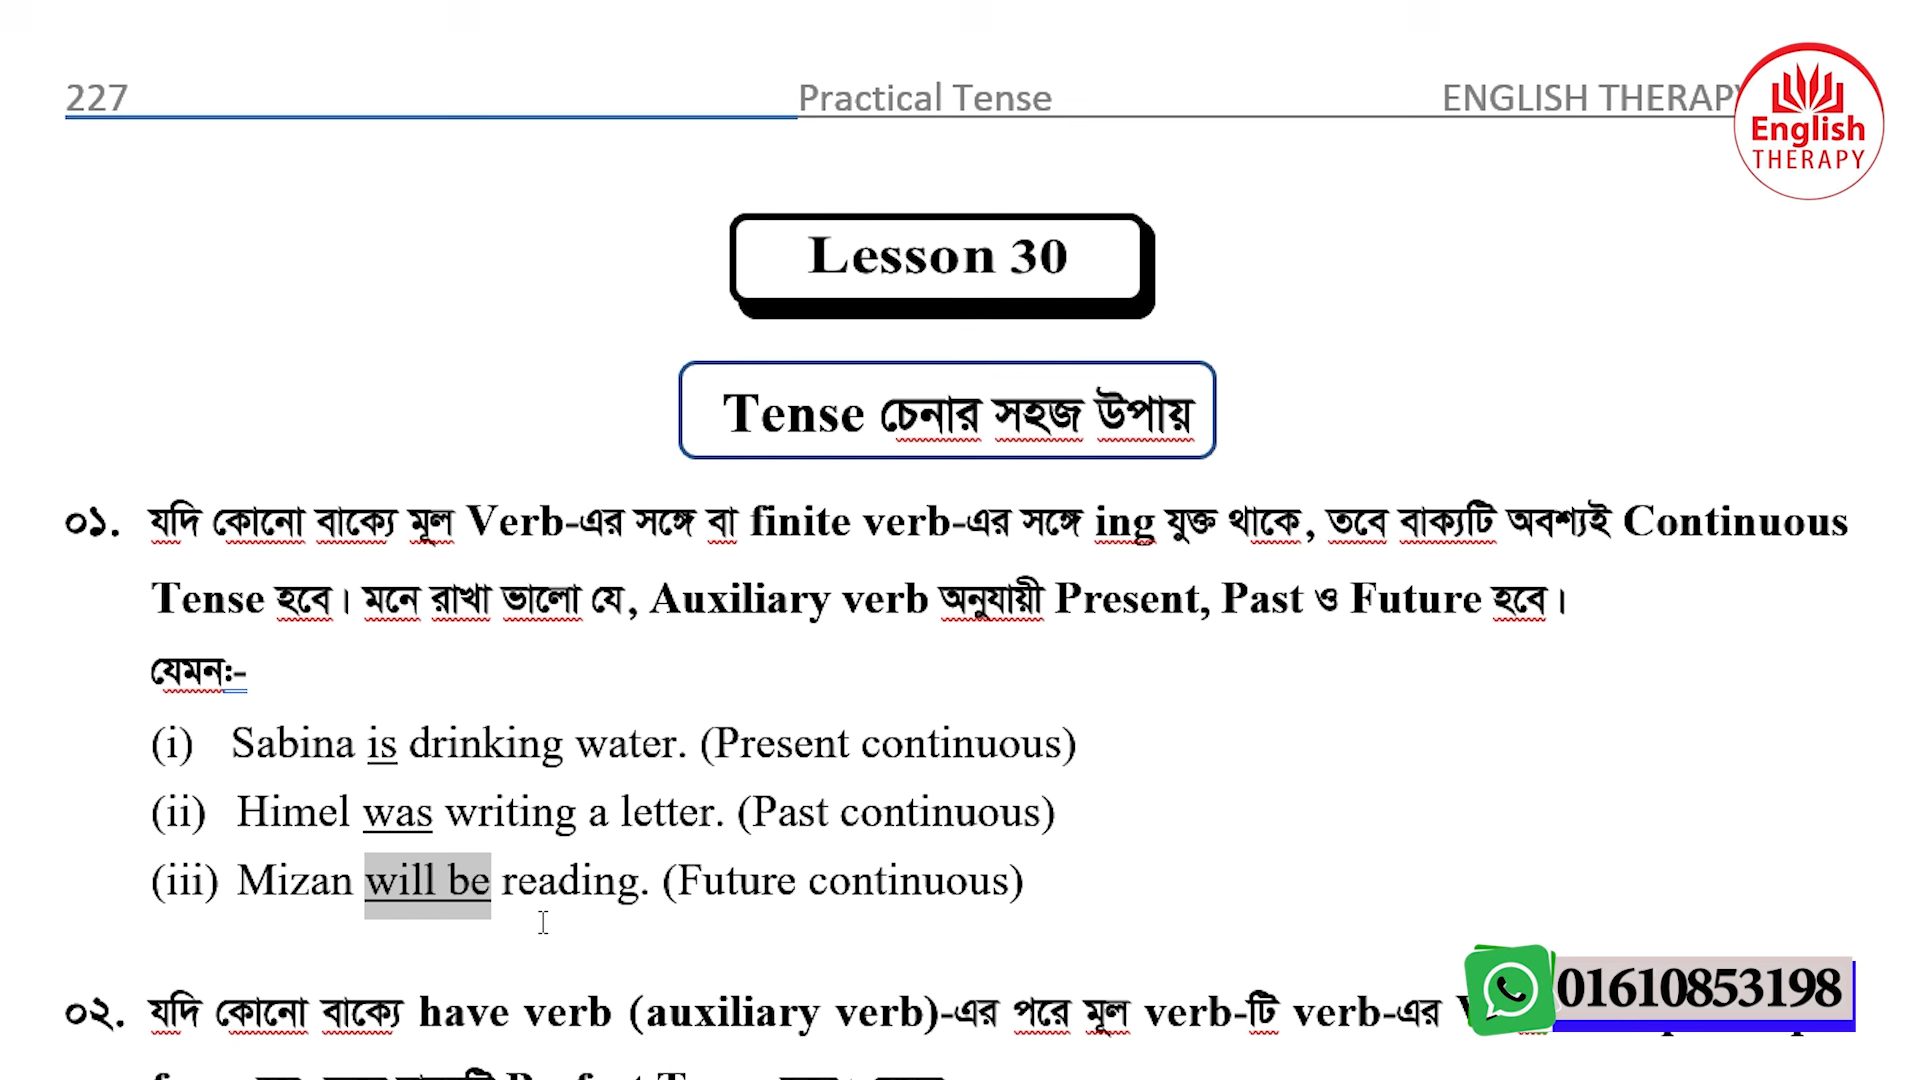 227 Practical Tense ENGLISH THERAPY
English
THERAPY
Lesson 30
Tense চেনার সহজ উপায়
০১. যদি কোনো বাক্যে মূল Verb-এর সঙ্গে বা finite verb-এর সঙ্গে ing যুক্ত থাকে, তবে বাক্যটি অবশ্যই Continuous
Tense হবে। মনে রাখা ভালো যে, Auxiliary verb অনুযায়ী Present, Past ও Future হবে।
যেমনঃ-
(i) Sabina is drinking water. (Present continuous)
(ii) Himel was writing a letter. (Past continuous)
(iii) Mizan will be reading. (Future continuous)
০২. যদি কোনো বাক্যে have verb (auxiliary verb)-এর পরে মূল verb-টি verb-এর
01610853198